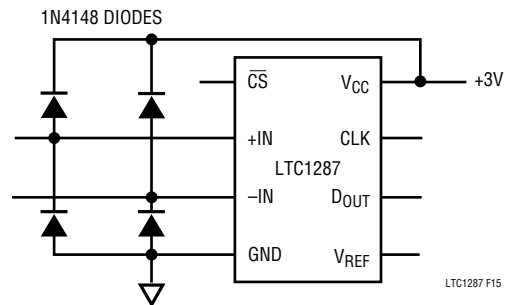 1N4148 DIODES
CS
VCC
+3V
+IN
CLK
LTC1287
–IN
DOUT
GND
VREF
LTC1287 F15